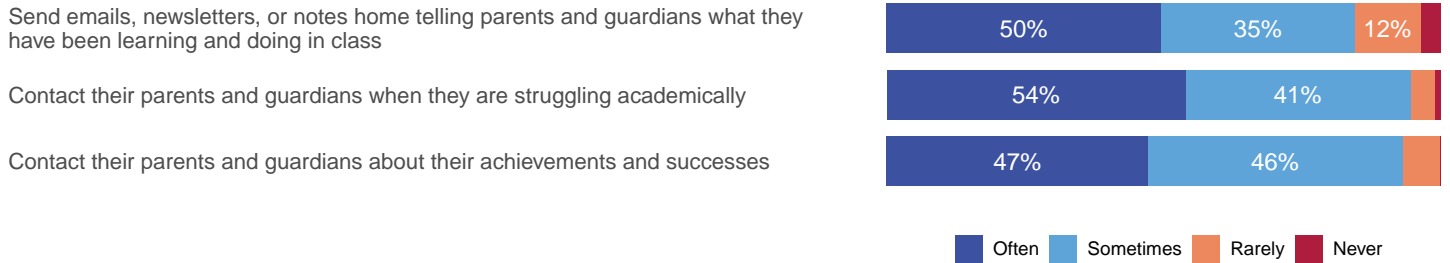 Send emails, newsletters, or notes home telling parents and guardians what they
have been learning and doing in class
50% 35% 12%
Contact their parents and guardians when they are struggling academically
54% 41%
Contact their parents and guardians about their achievements and successes
47% 46%
Often Sometimes Rarely Never